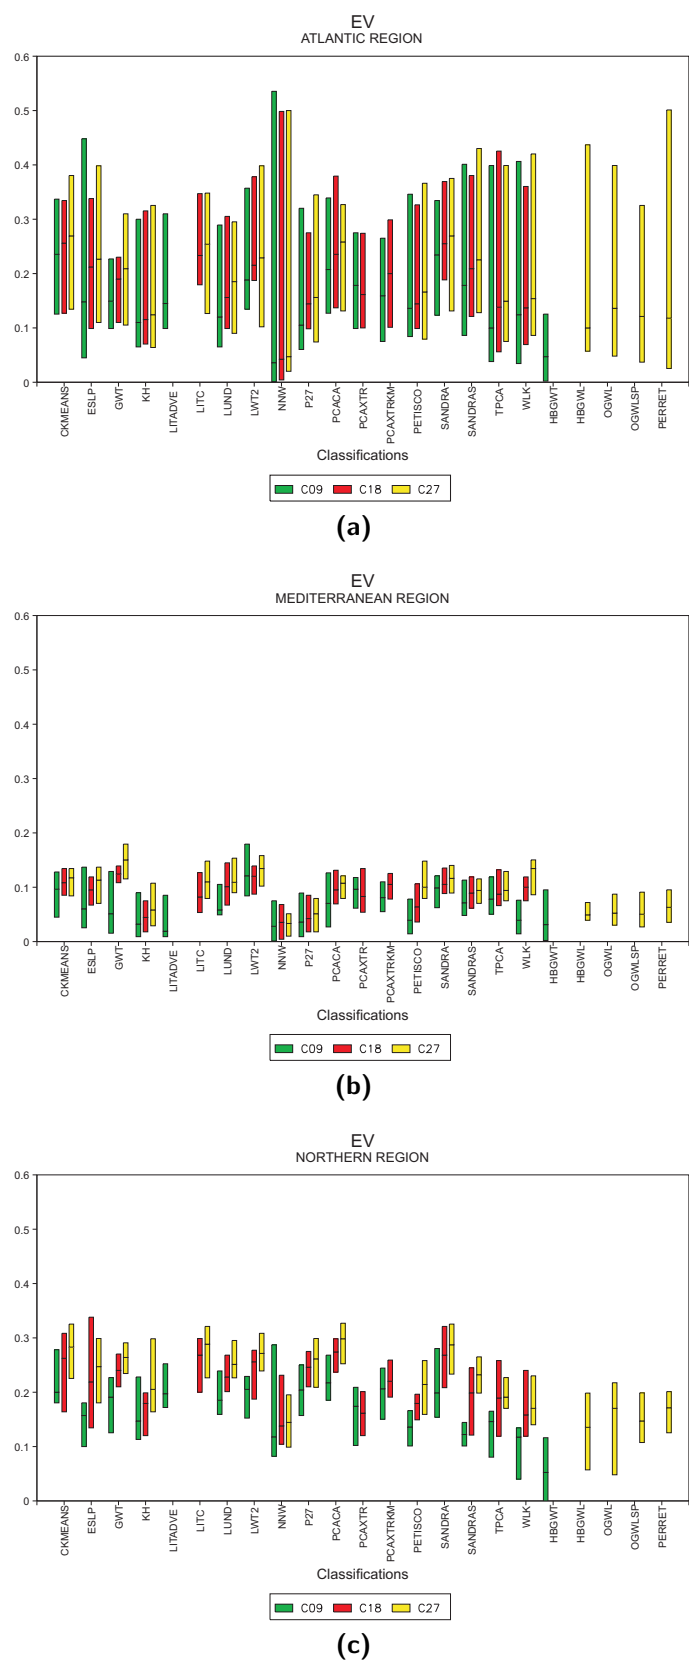 EV
ATLANTIC REGION
0.6
0.5
0.4
0.3
0.2
0.1
0
CKMEANS
ESLP
GWT
KH
LITADVE
LITC
LUND
LWT2
NNW
P27
PCACA
PCAXTR
PCAXTRKM
PETISCO
SANDRA
SANDRAS
TPCA
WLK
HBGWT
HBGWL
OGWL
OGWLSP
PERRET
Classifications
C09 C18 C27
(a)
EV
MEDITERRANEAN REGION
0.6
0.5
0.4
0.3
0.2
0.1
0
CKMEANS
ESLP
GWT
KH
LITADVE
LITC
LUND
LWT2
NNW
P27
PCACA
PCAXTR
PCAXTRKM
PETISCO
SANDRA
SANDRAS
TPCA
WLK
HBGWT
HBGWL
OGWL
OGWLSP
PERRET
Classifications
C09 C18 C27
(b)
EV
NORTHERN REGION
0.6
0.5
0.4
0.3
0.2
0.1
0
CKMEANS
ESLP
GWT
KH
LITADVE
LITC
LUND
LWT2
NNW
P27
PCACA
PCAXTR
PCAXTRKM
PETISCO
SANDRA
SANDRAS
TPCA
WLK
HBGWT
HBGWL
OGWL
OGWLSP
PERRET
Classifications
C09 C18 C27
(c)